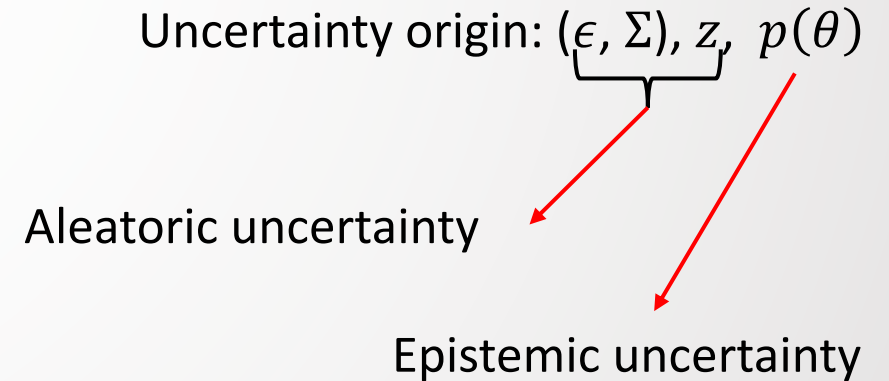 Uncertainty origin: (ϵ, Σ), z, p(θ)
Aleatoric uncertainty
Epistemic uncertainty